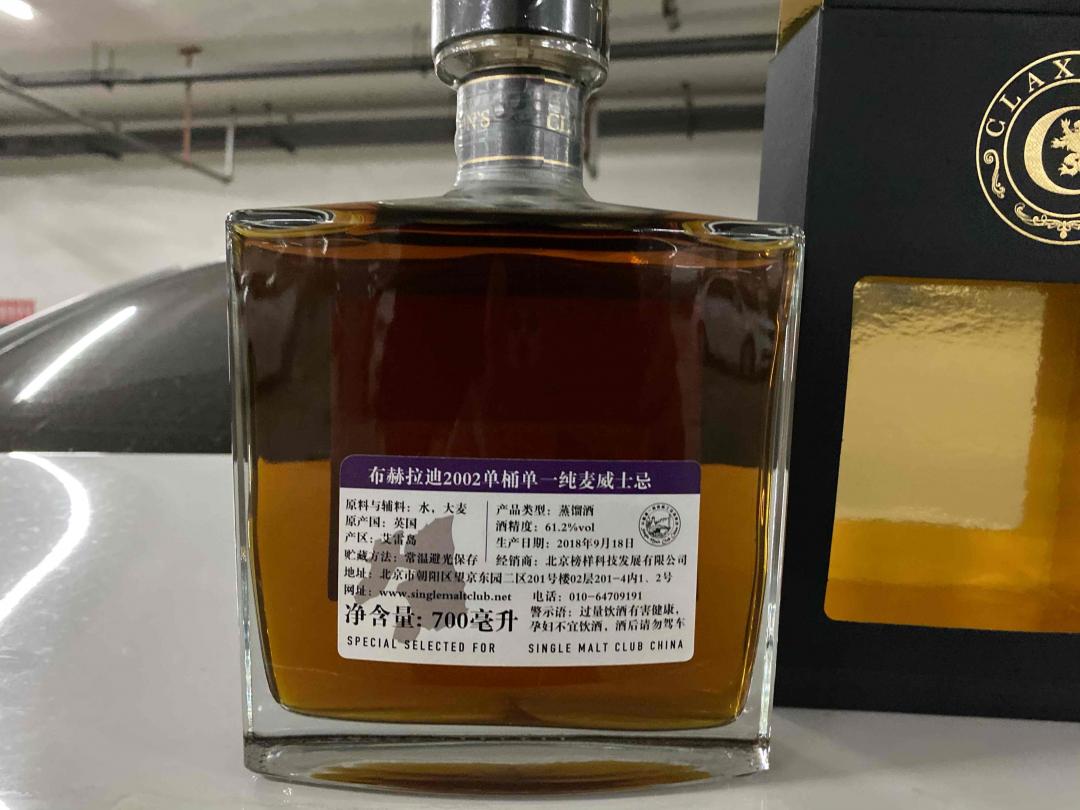 CLAX
N'S CL
布赫拉迪2002单桶单一纯麦威士忌
原料与辅料：水，大麦
原产国：英国
产区：艾雷岛
贮藏方法：常温避光保存
产品类型：蒸馏酒
酒精度：61.2%vol
生产日期：2018年9月18日
经销商：北京榜样科技发展有限公司
地址：北京市朝阳区望京东园二区201号楼02层201-4内1、2号
网址：www.singlemaltclub.net 电话：010-64709191
净含量：700毫升
警示语：过量饮酒有害健康，
孕妇不宜饮酒，酒后请勿驾车
SPECIAL SELECTED FOR SINGLE MALT CLUB CHINA